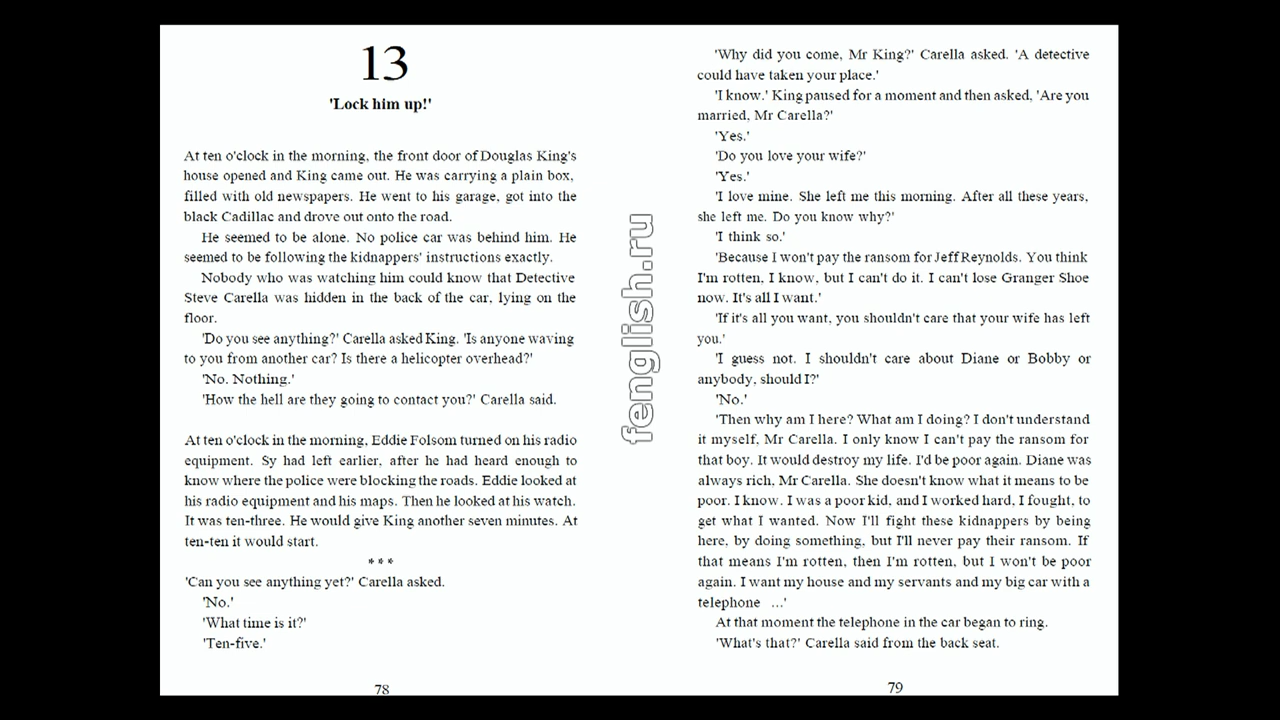 13
'Lock him up!'
At ten o'clock in the morning, the front door of Douglas King's
house opened and King came out. He was carrying a plain box,
filled with old newspapers. He went to his garage, got into the
black Cadillac and drove out onto the road.
He seemed to be alone. No police car was behind him. He
seemed to be following the kidnappers' instructions exactly.
Nobody who was watching him could know that Detective
Steve Carella was hidden in the back of the car, lying on the
floor.
'Do you see anything?' Carella asked King. 'Is anyone waving
to you from another car? Is there a helicopter overhead?'
'No. Nothing.'
'How the hell are they going to contact you?' Carella said.
At ten o'clock in the morning, Eddie Folsom turned on his radio
equipment. Sy had left earlier, after he had heard enough to
know where the police were blocking the roads. Eddie looked at
his radio equipment and his maps. Then he looked at his watch.
It was ten-three. He would give King another seven minutes. At
ten-ten it would start.
* * *
'Can you see anything yet?' Carella asked.
'No.'
'What time is it?'
'Ten-five.'
78
fenglish.ru
'Why did you come, Mr King?' Carella asked. 'A detective
could have taken your place.'
'I know.' King paused for a moment and then asked, 'Are you
married, Mr Carella?'
'Yes.'
'Do you love your wife?'
'Yes.'
'I love mine. She left me this morning. After all these years,
she left me. Do you know why?'
'I think so.'
'Because I won't pay the ransom for Jeff Reynolds. You think
I'm rotten, I know, but I can't do it. I can't lose Granger Shoe
now. It's all I want.'
'If it's all you want, you shouldn't care that your wife has left
you.'
'I guess not. I shouldn't care about Diane or Bobby or
anybody, should I?'
'No.'
'Then why am I here? What am I doing? I don't understand
it myself, Mr Carella. I only know I can't pay the ransom for
that boy. It would destroy my life. I'd be poor again. Diane was
always rich, Mr Carella. She doesn't know what it means to be
poor. I know. I was a poor kid, and I worked hard, I fought, to
get what I wanted. Now I'll fight these kidnappers by being
here, by doing something, but I'll never pay their ransom. If
that means I'm rotten, then I'm rotten, but I won't be poor
again. I want my house and my servants and my big car with a
telephone ...'
At that moment the telephone in the car began to ring.
'What's that?' Carella said from the back seat.
79